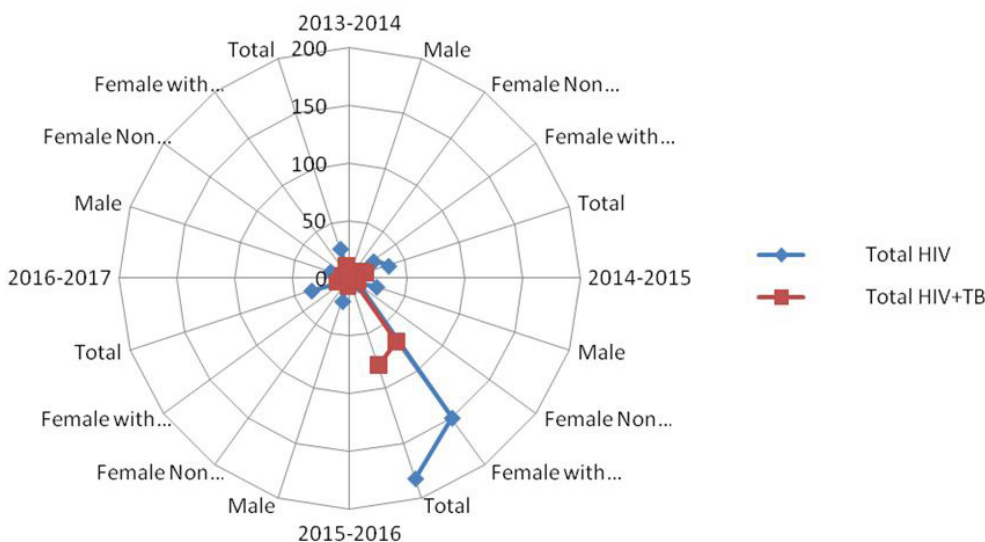 2013-2014
Male
Female Non...
Female with...
Total
2014-2015
Male
Female Non...
Female with...
Total
2015-2016
Male
Female Non...
Female with...
Total
2016-2017
Male
Female Non...
Female with...
Total
200
150
100
50
0
Total HIV
Total HIV+TB